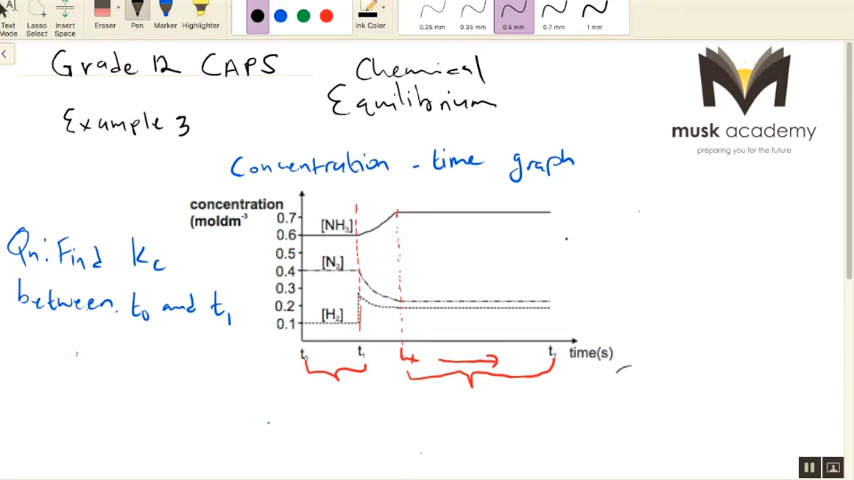 Text Mode
Lasso Select
Insert Space
Eraser
Pen
Marker
Highlighter
Ink Color
0.25 mm
0.35 mm
0.5 mm
0.7 mm
1 mm
Grade 12 CAPS
Chemical
Equilibrium
Example 3
musk academy
preparing you for the future
Concentration - time graph
concentration
(moldm-3
0.7
0.6
0.5
0.4
0.3
0.2
0.1
[NH3]
[N2]
[H2]
Qn: Find Kc
between t0 and t1
t1
time(s)